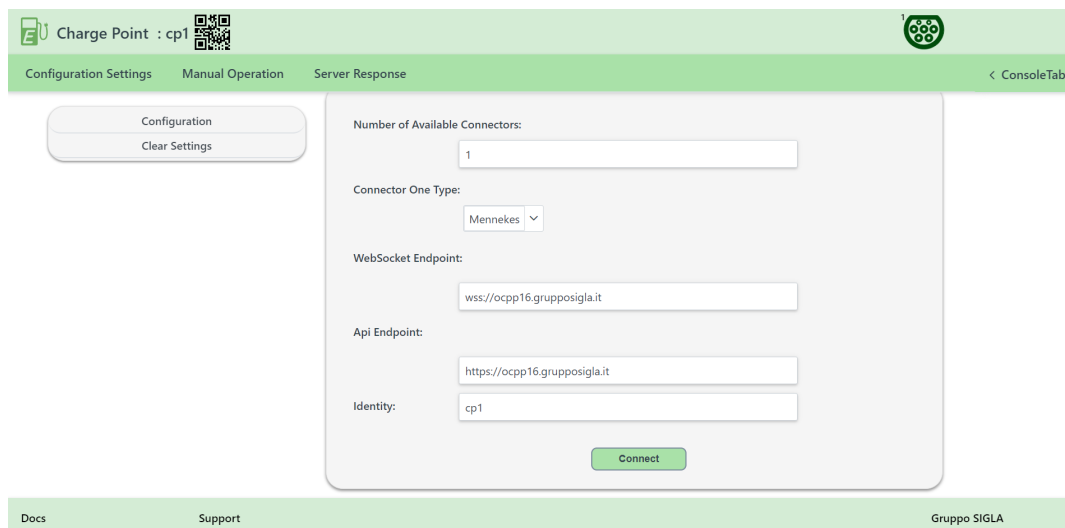 Charge Point : cp1
1
Configuration Settings Manual Operation Server Response < ConsoleTab
Configuration
Clear Settings
Number of Available Connectors:
1
Connector One Type:
Mennekes
WebSocket Endpoint:
wss://ocpp16.grupposigla.it
Api Endpoint:
https://ocpp16.grupposigla.it
Identity:
cp1
Connect
Docs Support Gruppo SIGLA